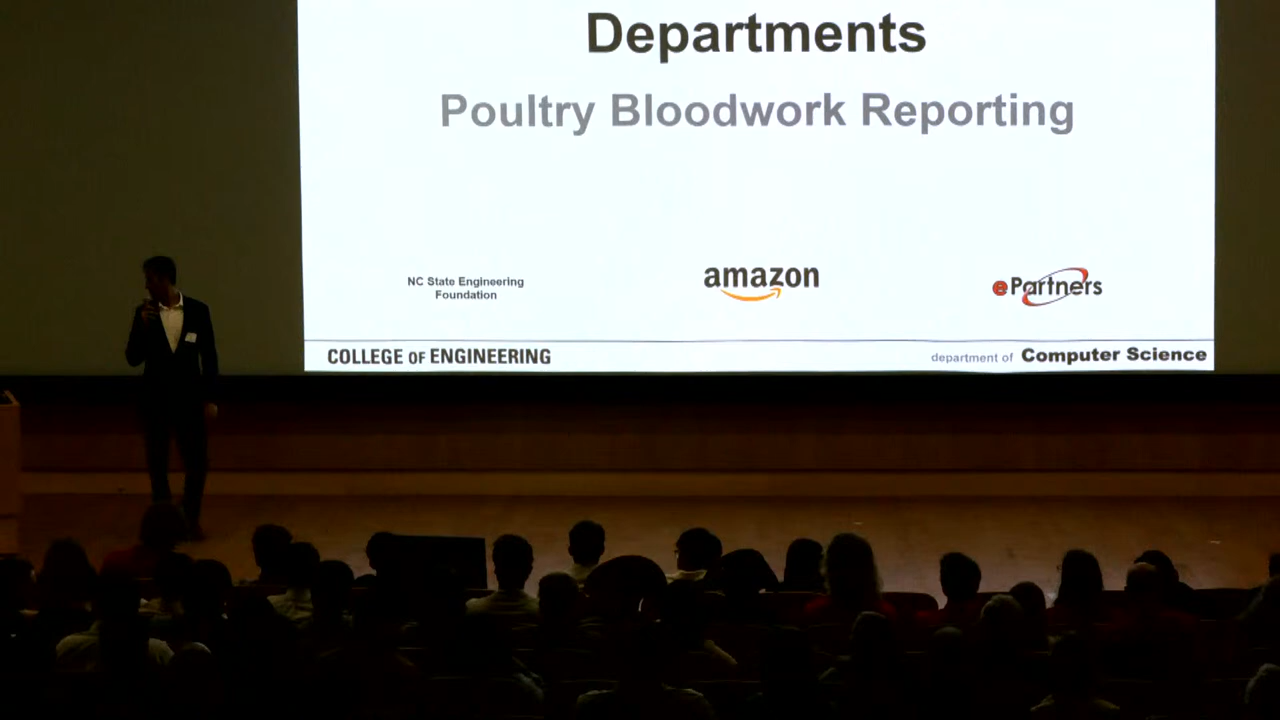 Departments
Poultry Bloodwork Reporting
NC State Engineering
Foundation
amazon
ePartners
COLLEGE OF ENGINEERING
department of Computer Science